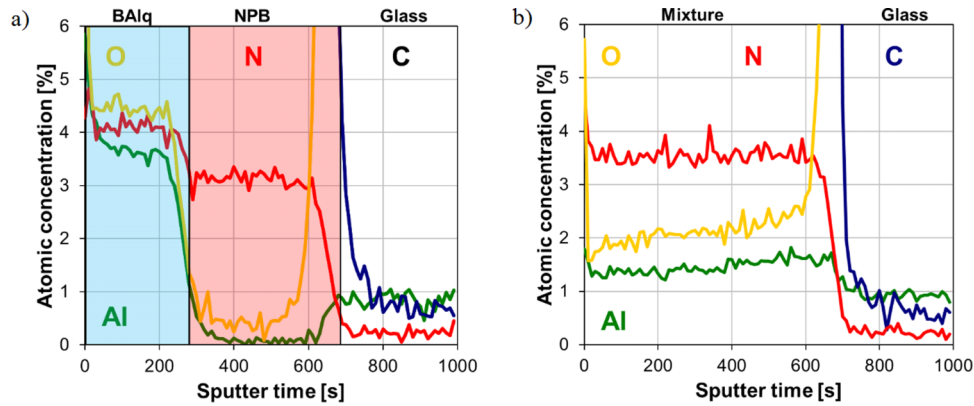 a)
BAlq NPB Glass
Atomic concentration [%]
6
5
4
3
2
1
0
O N C
Al
0 200 400 600 800 1000
Sputter time [s]
b)
Mixture Glass
Atomic concentration [%]
6
5
4
3
2
1
0
O N C
Al
0 200 400 600 800 1000
Sputter time [s]